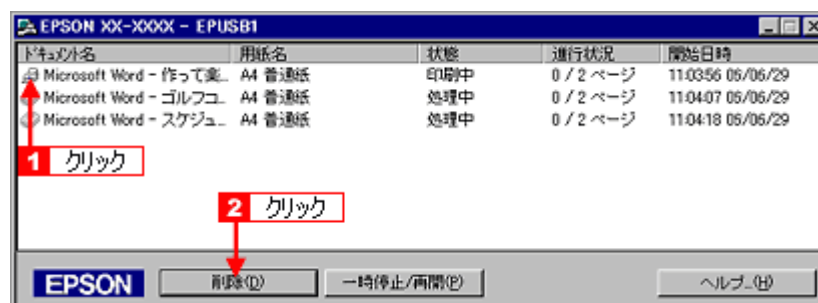 EPSON XX-XXXX - EPUSB1
ドキュメント名 用紙名 状態 進行状況 開始日時
Microsoft Word - 作って楽... A4 普通紙 印刷中 0 / 2 ページ 11:03:56 05/06/29
Microsoft Word - ゴルフコ... A4 普通紙 処理中 0 / 2 ページ 11:04:07 05/06/29
Microsoft Word - スケジュ... A4 普通紙 処理中 0 / 2 ページ 11:04:18 05/06/29
1 クリック
2 クリック
EPSON 削除(D) 一時停止/再開(P) ヘルプ...(H)